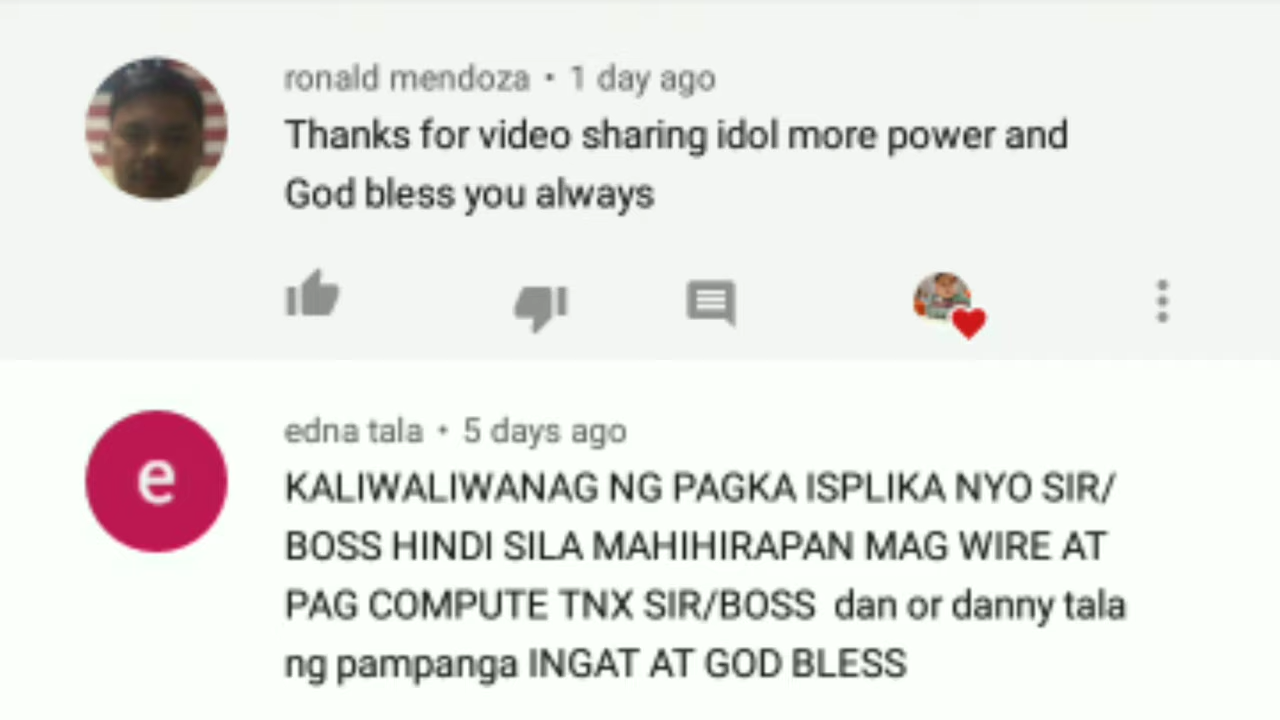 ronald mendoza • 1 day ago
Thanks for video sharing idol more power and
God bless you always
e
edna tala • 5 days ago
KALIWALIWANAG NG PAGKA ISPLIKA NYO SIR/
BOSS HINDI SILA MAHIHIRAPAN MAG WIRE AT
PAG COMPUTE TNX SIR/BOSS dan or danny tala
ng pampanga INGAT AT GOD BLESS